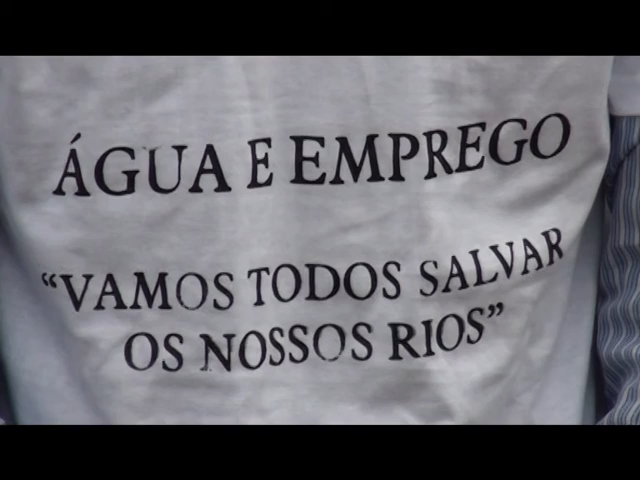 ÁGUA E EMPREGO
“VAMOS TODOS SALVAR
OS NOSSOS RIOS”